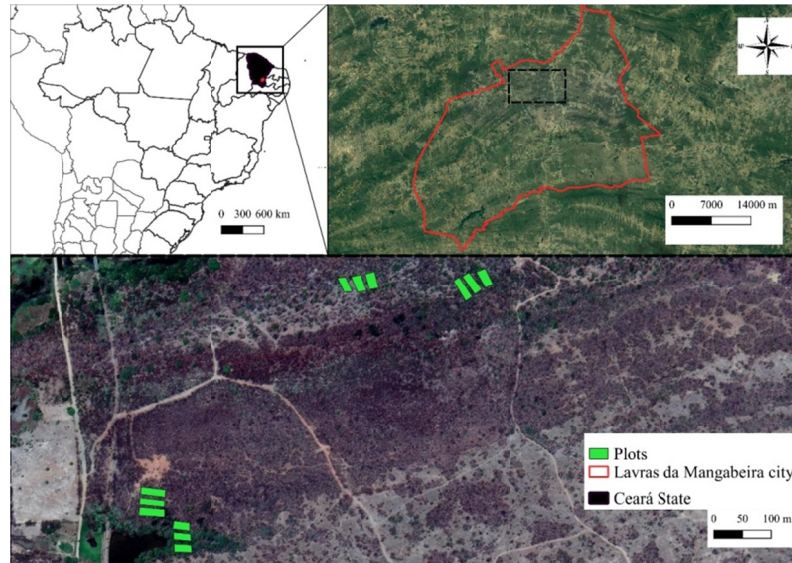 N
W
E
S
0 300 600 km
0 7000 14000 m
Plots
Lavras da Mangabeira city
Ceará State
0 50 100 m